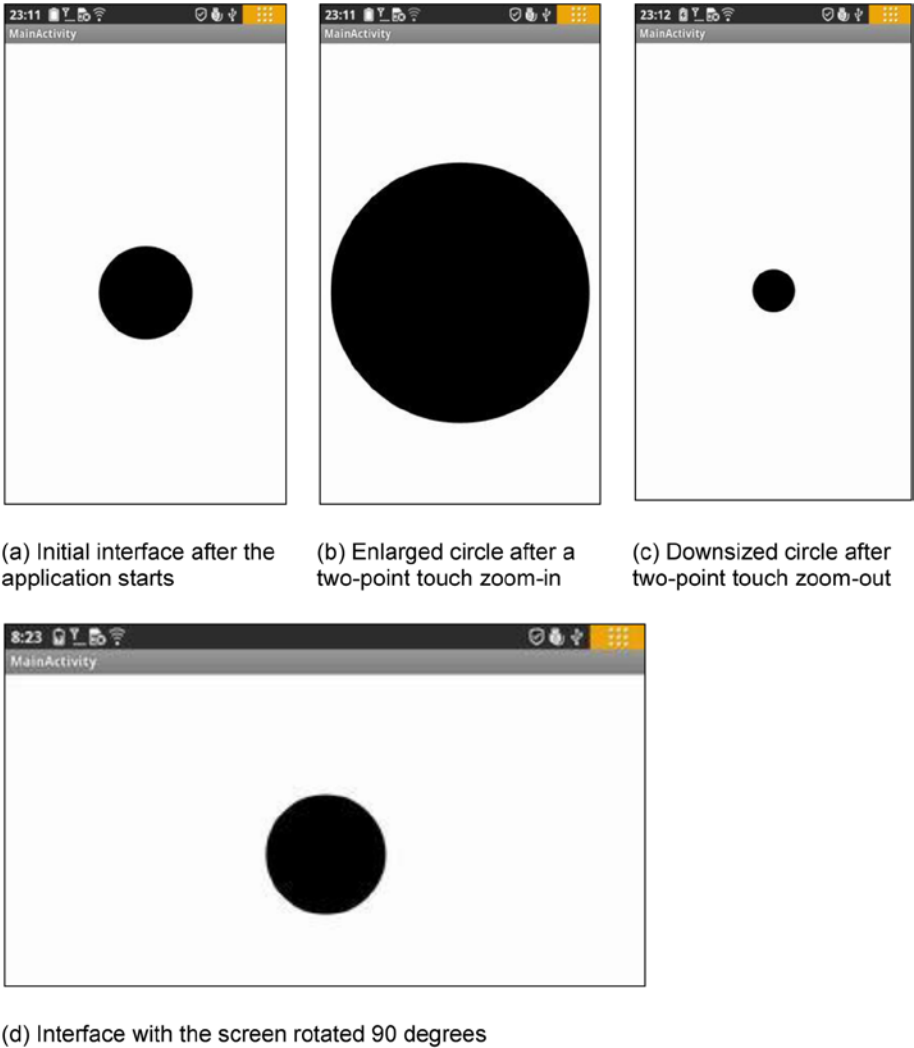 23:11
MainActivity
23:11
MainActivity
23:12
MainActivity
(a) Initial interface after the
application starts
(b) Enlarged circle after a
two-point touch zoom-in
(c) Downsized circle after
two-point touch zoom-out
8:23
MainActivity
(d) Interface with the screen rotated 90 degrees